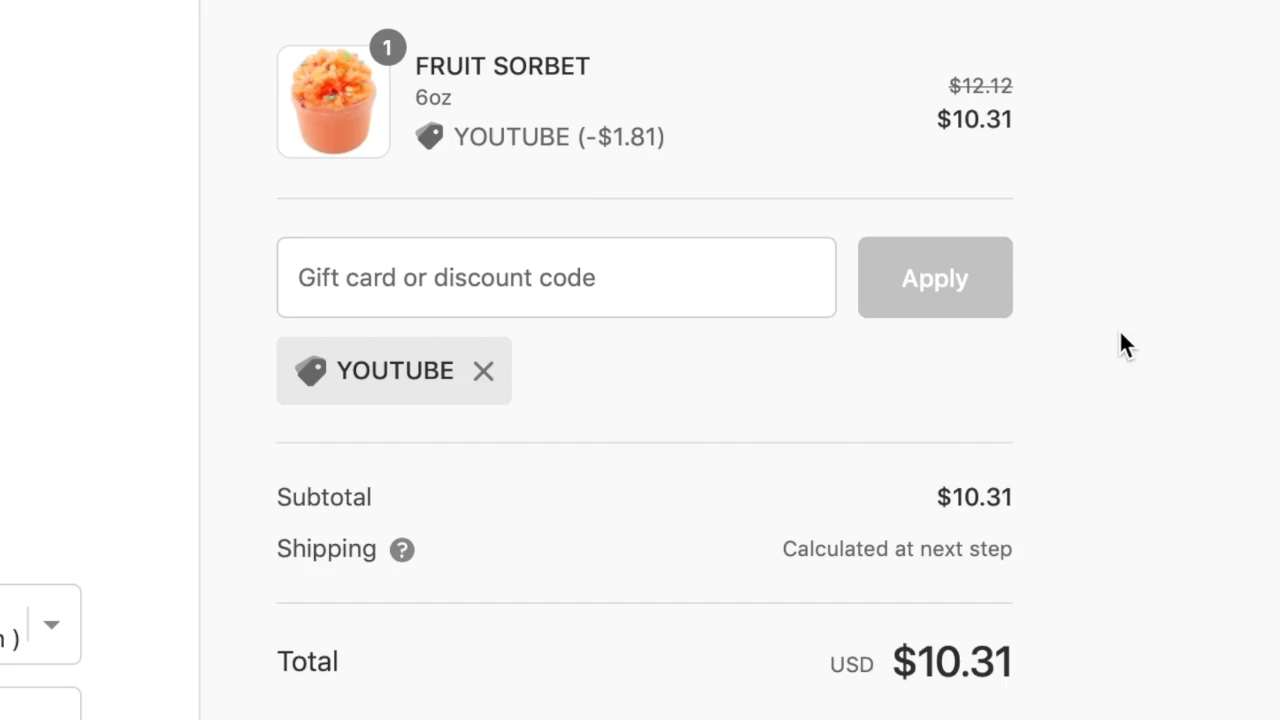 1
FRUIT SORBET
6oz
YOUTUBE (-$1.81)
$12.12
$10.31
Gift card or discount code
Apply
YOUTUBE
Subtotal
$10.31
Shipping ?
Calculated at next step
n )
Total
USD $10.31